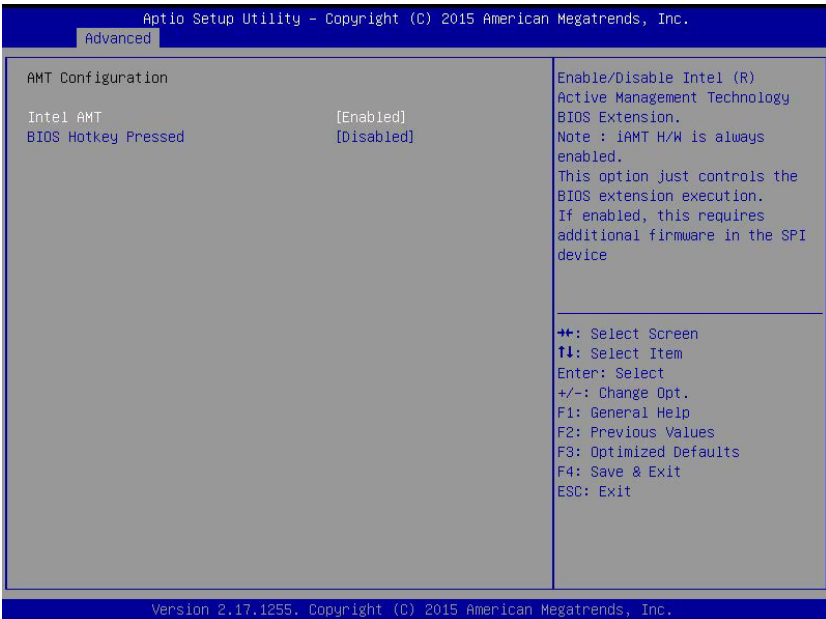 Aptio Setup Utility – Copyright (C) 2015 American Megatrends, Inc.
Advanced
AMT Configuration
Intel AMT [Enabled]
BIOS Hotkey Pressed [Disabled]
Enable/Disable Intel (R)
Active Management Technology
BIOS Extension.
Note : iAMT H/W is always
enabled.
This option just controls the
BIOS extension execution.
If enabled, this requires
additional firmware in the SPI
device
→←: Select Screen
↑↓: Select Item
Enter: Select
+/-: Change Opt.
F1: General Help
F2: Previous Values
F3: Optimized Defaults
F4: Save & Exit
ESC: Exit
Version 2.17.1255. Copyright (C) 2015 American Megatrends, Inc.